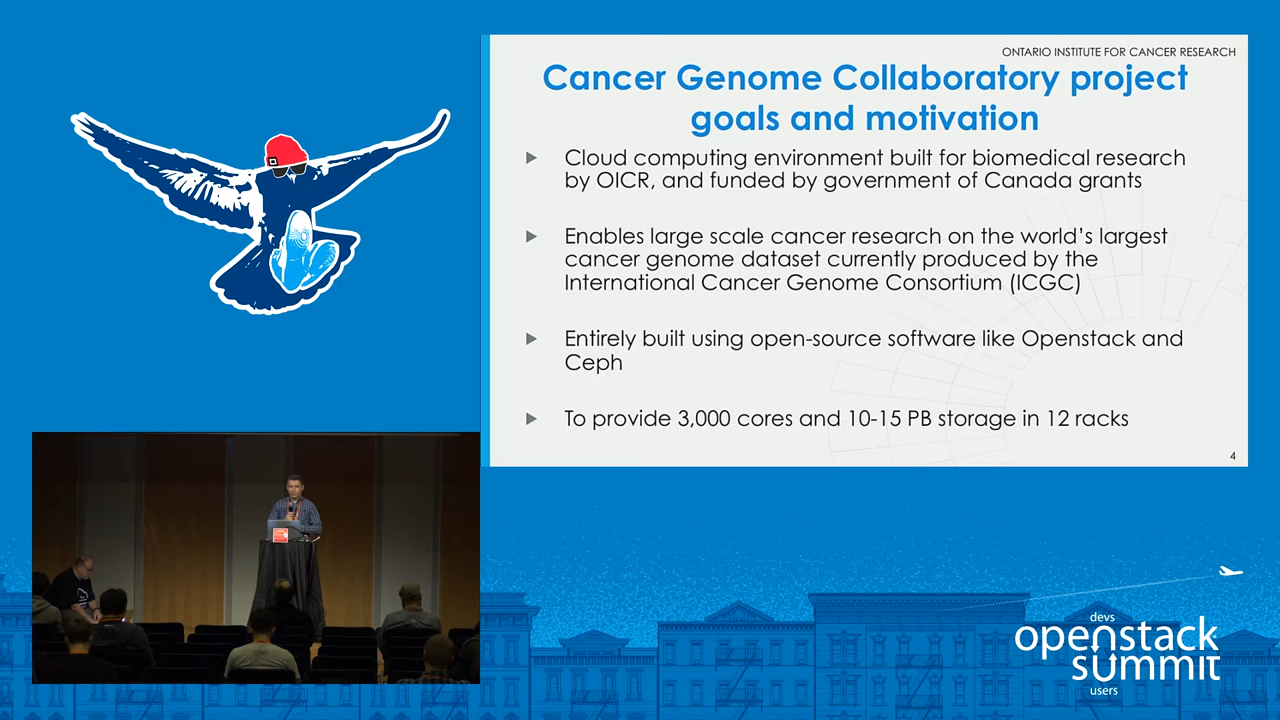 ONTARIO INSTITUTE FOR CANCER RESEARCH
Cancer Genome Collaboratory project
goals and motivation
Cloud computing environment built for biomedical research
by OICR, and funded by government of Canada grants
Enables large scale cancer research on the world’s largest
cancer genome dataset currently produced by the
International Cancer Genome Consortium (ICGC)
Entirely built using open-source software like Openstack and
Ceph
To provide 3,000 cores and 10-15 PB storage in 12 racks
4
devs
openstack
summit
users